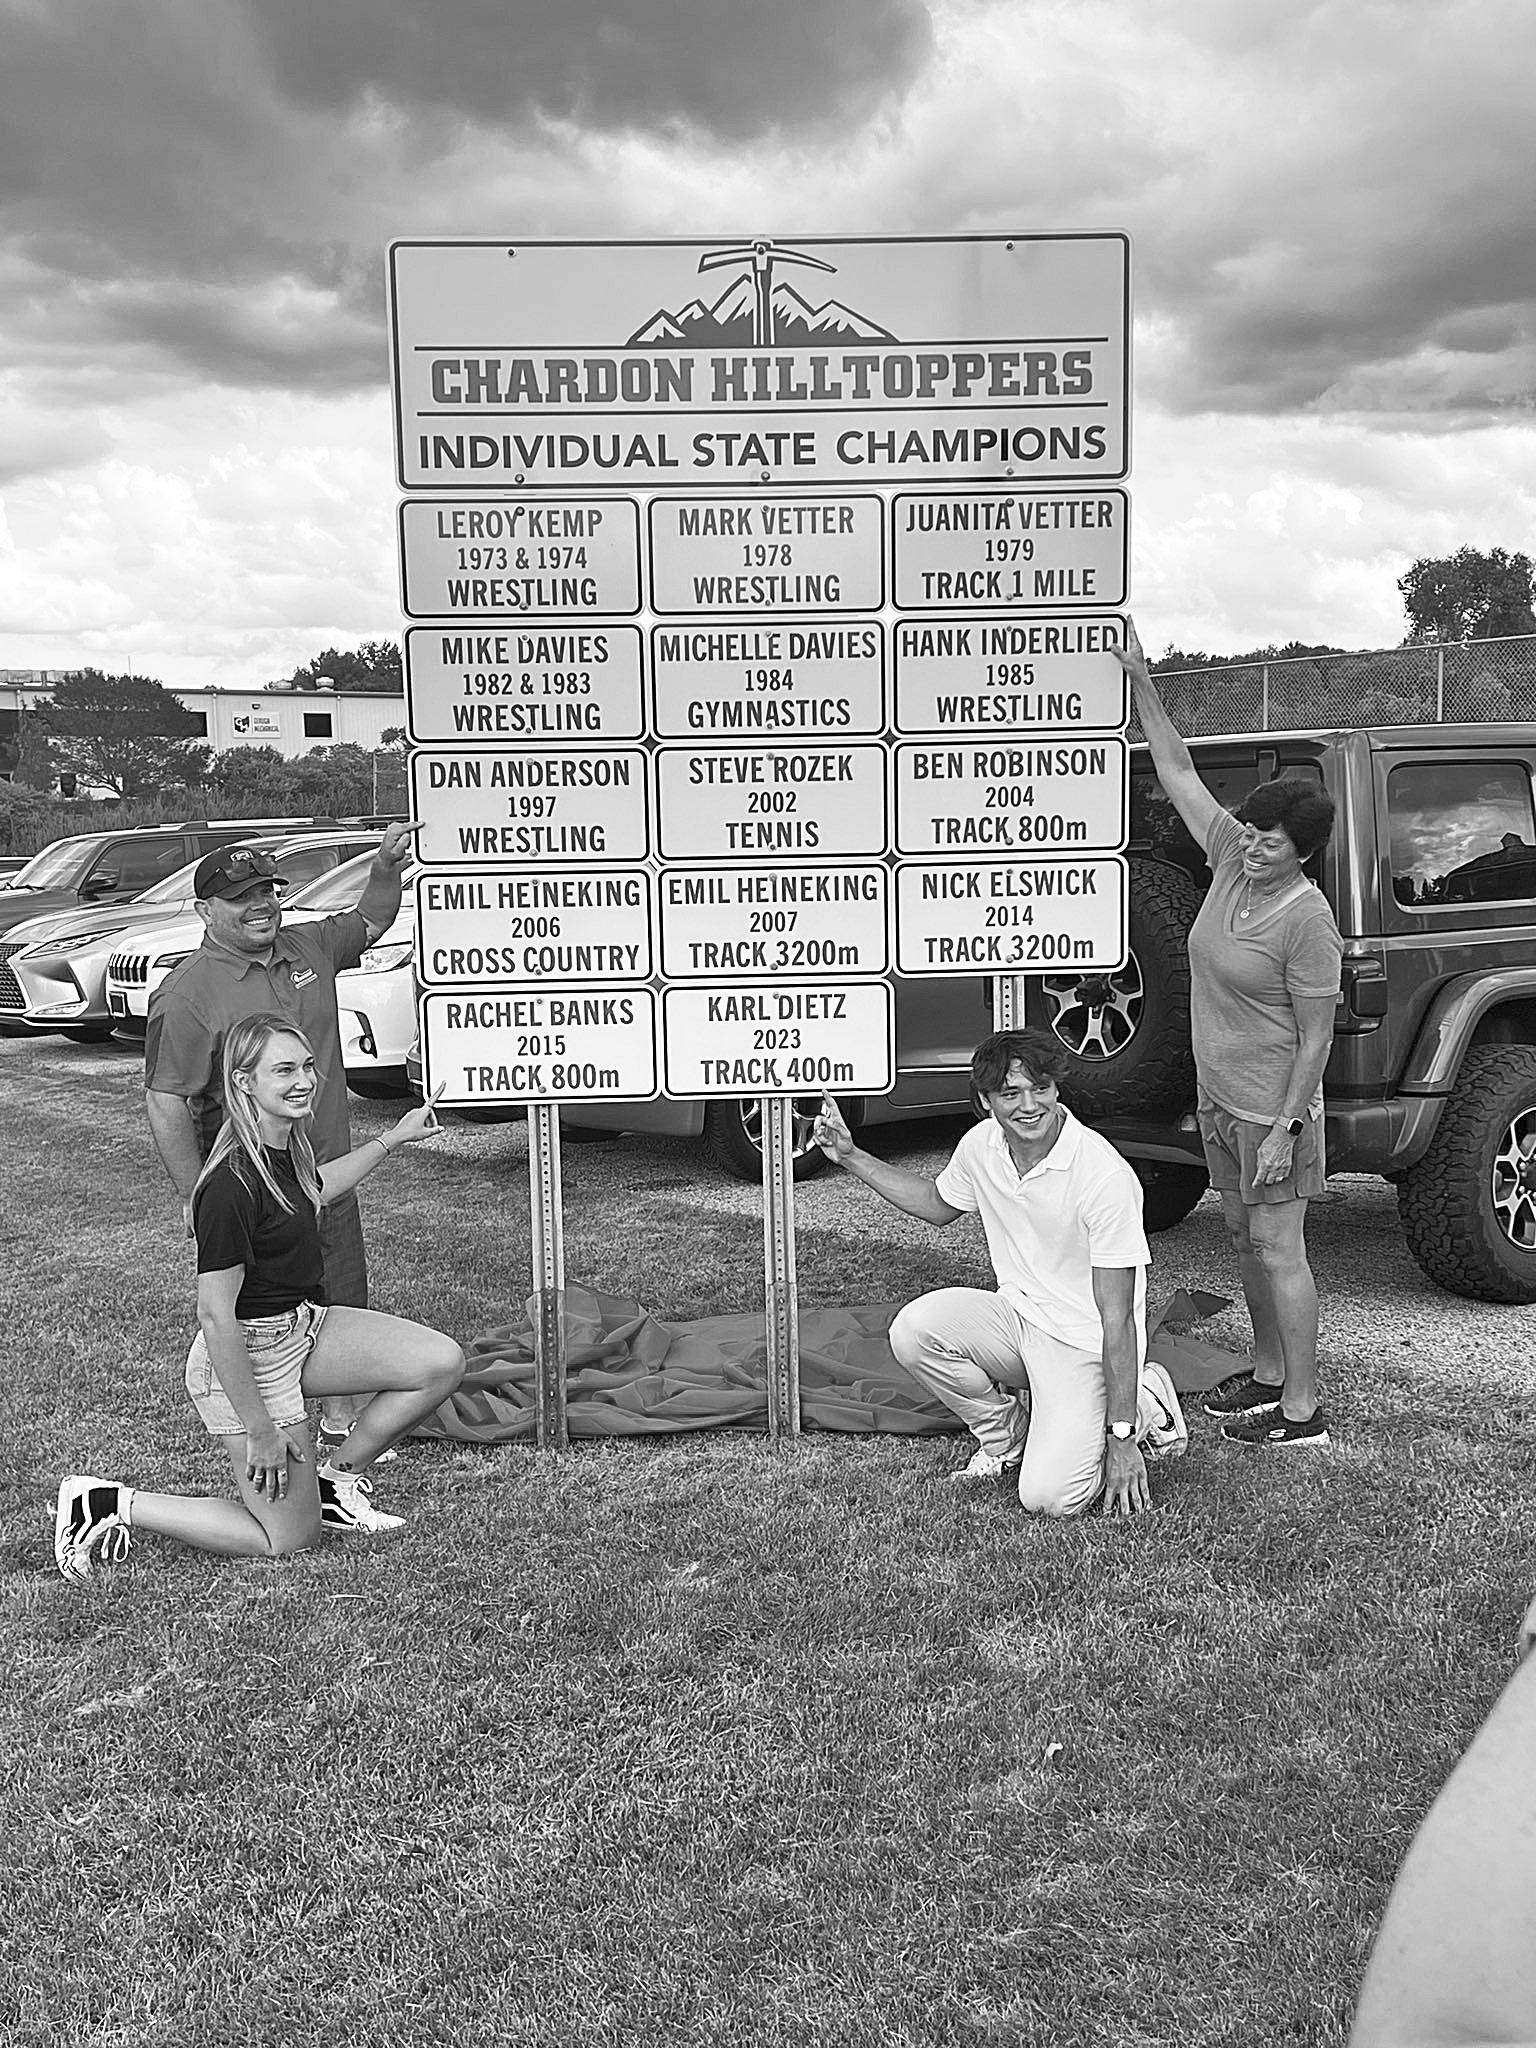 CHARDON HILLTOPPERS
INDIVIDUAL STATE CHAMPIONS
LEROY KEMP
1973 & 1974
WRESTLING
MARK VETTER
1978
WRESTLING
JUANITA VETTER
1979
TRACK 1 MILE
MIKE DAVIES
1982 & 1983
WRESTLING
MICHELLE DAVIES
1984
GYMNASTICS
HANK INDERLIED
1985
WRESTLING
DAN ANDERSON
1997
WRESTLING
STEVE ROZEK
2002
TENNIS
BEN ROBINSON
2004
TRACK 800m
EMIL HEINEKING
2006
CROSS COUNTRY
EMIL HEINEKING
2007
TRACK 3200m
NICK ELSWICK
2014
TRACK 3200m
RACHEL BANKS
2015
TRACK 800m
KARL DIETZ
2023
TRACK 400m